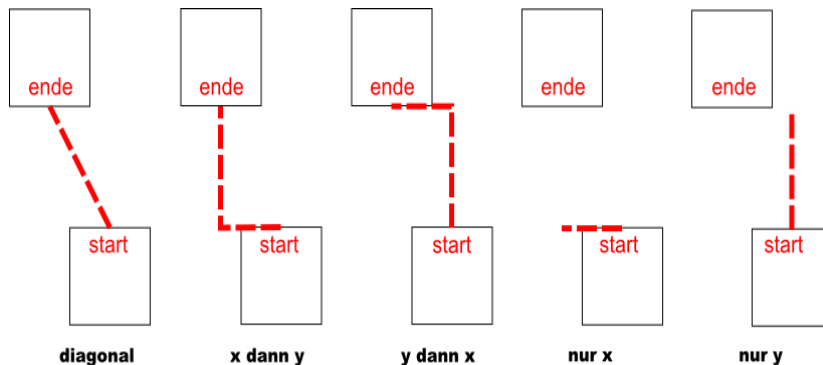 ende ende ende ende ende
start start start start start
diagonal x dann y y dann x nur x nur y